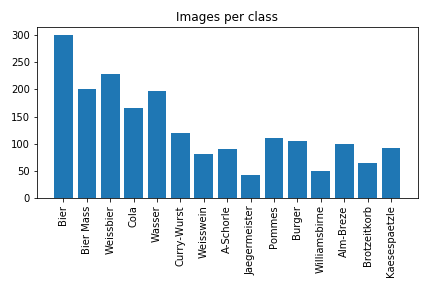 Images per class
300
250
200
150
100
50
0
Bier
Bier Mass
Weissbier
Cola
Wasser
Curry-Wurst
Weisswein
A-Schorle
Jaegermeister
Pommes
Burger
Williamsbirne
Alm-Breze
Brotzeitkorb
Kaesespaetzle